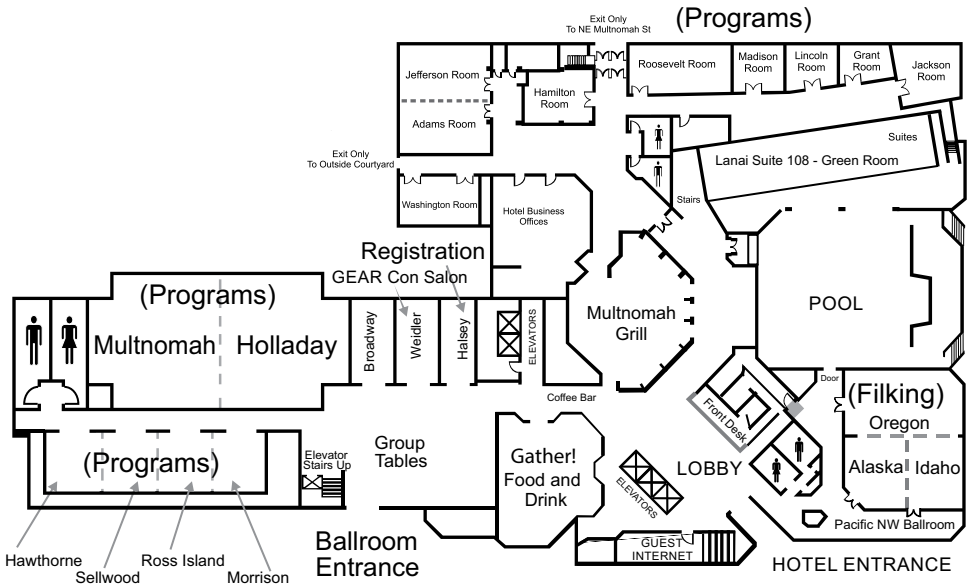 Exit Only
To NE Multnomah St
(Programs)
Jefferson Room
Adams Room
Hamilton
Room
Roosevelt Room
Madison
Room
Lincoln
Room
Grant
Room
Jackson
Room
Suites
Lanai Suite 108 - Green Room
Exit Only
To Outside Courtyard
Washington Room
Hotel Business
Offices
Stairs
Registration
GEAR Con Salon
(Programs)
Multnomah
Holladay
Broadway
Weidler
Halsey
ELEVATORS
Multnomah
Grill
POOL
Coffee Bar
Door
Front Desk
(Filking)
Oregon
Alaska
Idaho
Pacific NW Ballroom
(Programs)
Elevator
Stairs Up
Group
Tables
Gather!
Food and
Drink
LOBBY
ELEVATORS
GUEST
INTERNET
Hawthorne
Sellwood
Ross Island
Morrison
Ballroom
Entrance
HOTEL ENTRANCE